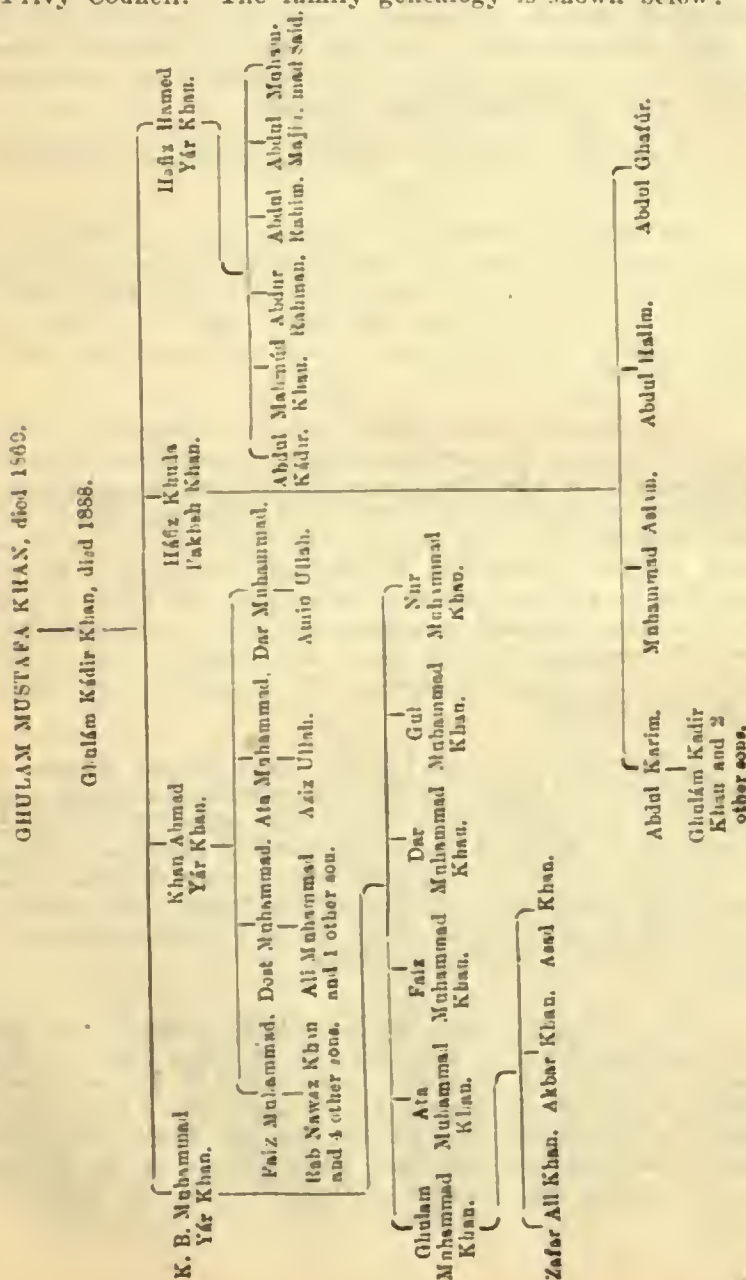 Privy Council. The family genealogy is shown below:
GHULAM MUSTAFA KHAN, died 1869.
Ghulám Kádir Khan, died 1888.
K. B. Muhammad
Yár Khan.
Khan Ahmad
Yár Khan.
Háfiz Khuda
Bakhsh Khan.
Hafiz Hamed
Yár Khan.
Faiz Muhammad. Dost Muhammad. Ata Muhammad. Dar Muhammad.
Rab Nawaz Khan
and 4 other sons.
Ali Muhammad
and 1 other son.
Aziz Ullah.
Amin Ullah.
Abdul
Kádir.
Mahmúd
Khan.
Abdur
Rahman.
Abdul
Rahim.
Abdul
Majid.
Muham-
mad Said.
Ghulam
Muhammad
Khan.
Ata
Muhammad
Khan.
Faiz
Muhammad
Khan.
Dar
Muhammad
Khan.
Gul
Muhammad
Khan.
Nur
Muhammad
Khan.
Zafar Ali Khan. Akbar Khan. Asad Khan.
Abdul Karim. Muhammad Aslim. Abdul Halim. Abdul Ghafúr.
Ghulám Kadir
Khan and 2
other sons.